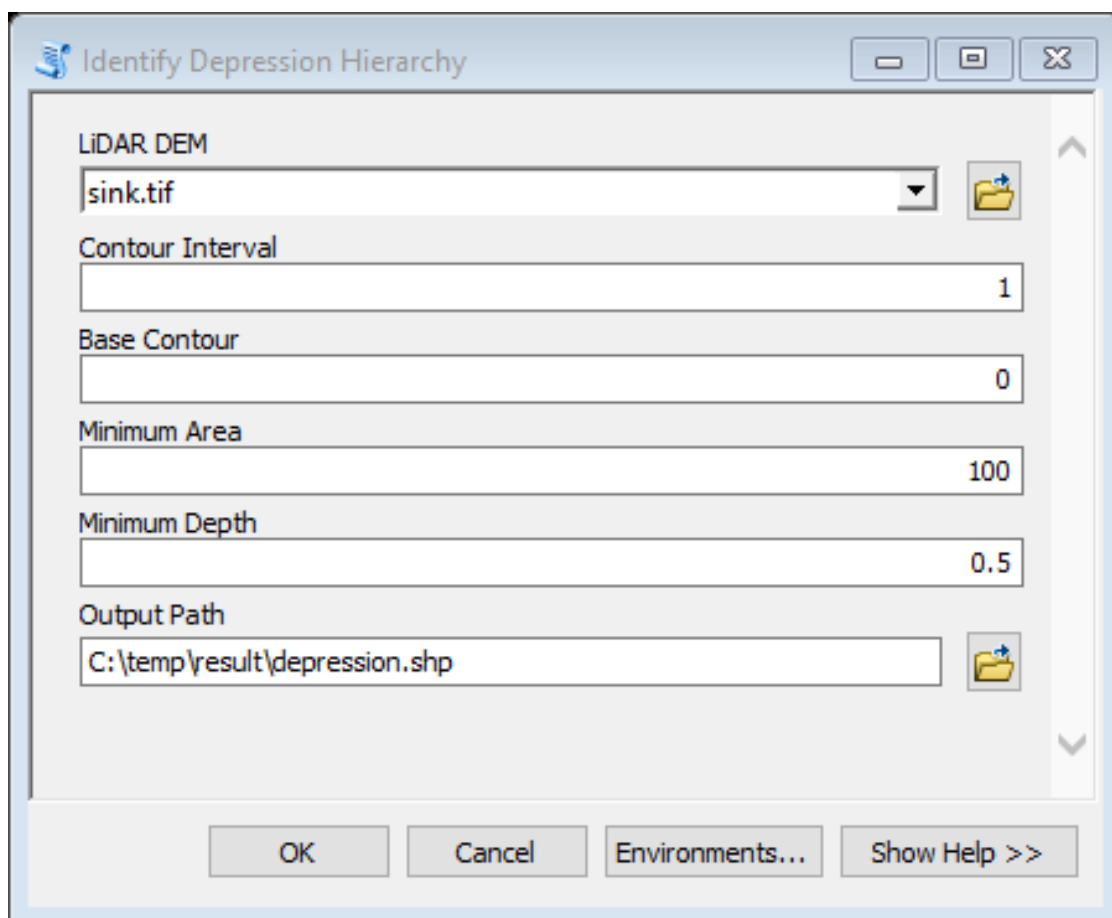 Identify Depression Hierarchy
LiDAR DEM
sink.tif
Contour Interval
1
Base Contour
0
Minimum Area
100
Minimum Depth
0.5
Output Path
C:\temp\result\depression.shp
OK Cancel Environments... Show Help >>